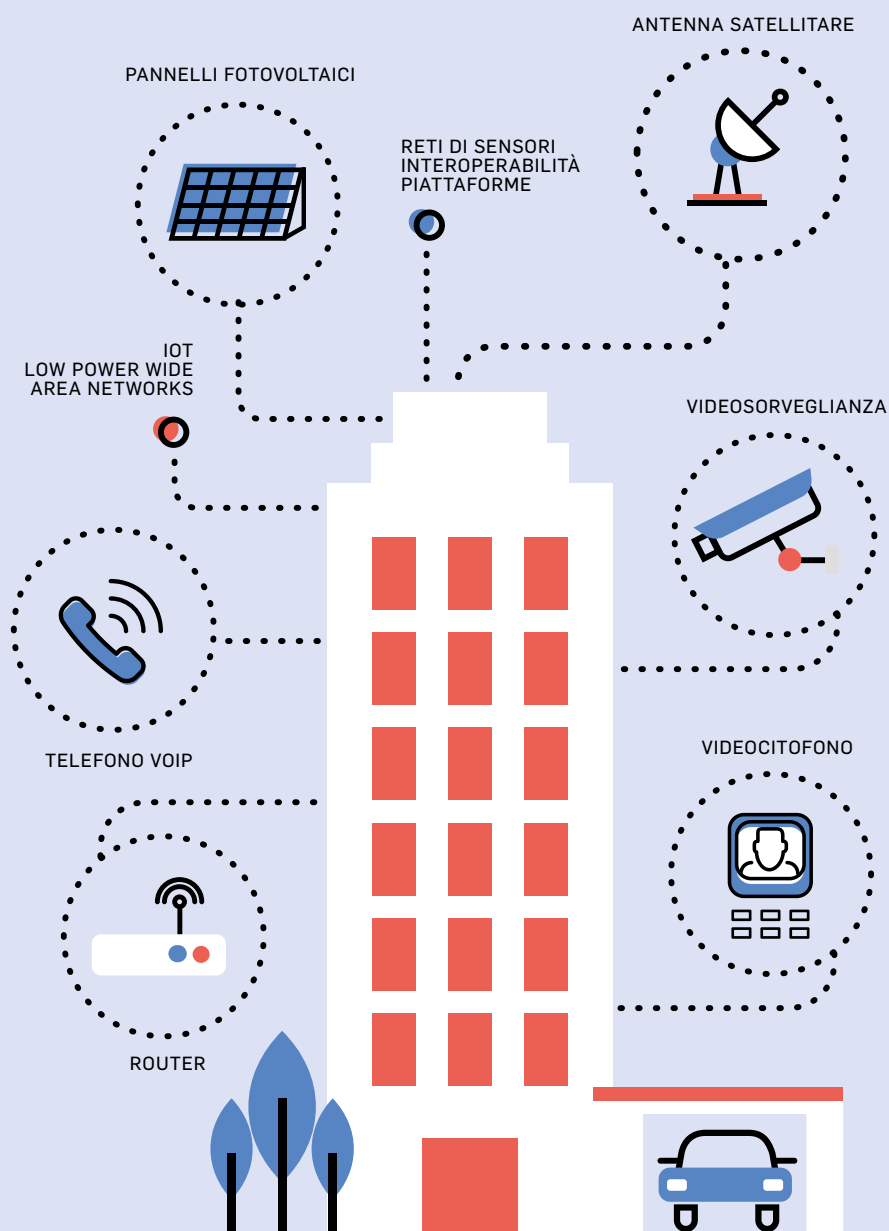 ANTENNA SATELLITARE
PANNELLI FOTOVOLTAICI
RETI DI SENSORI
INTEROPERABILITÀ
PIATTAFORME
IOT
LOW POWER WIDE
AREA NETWORKS
VIDEOSORVEGLIANZA
TELEFONO VOIP
VIDEOCITOFONO
ROUTER